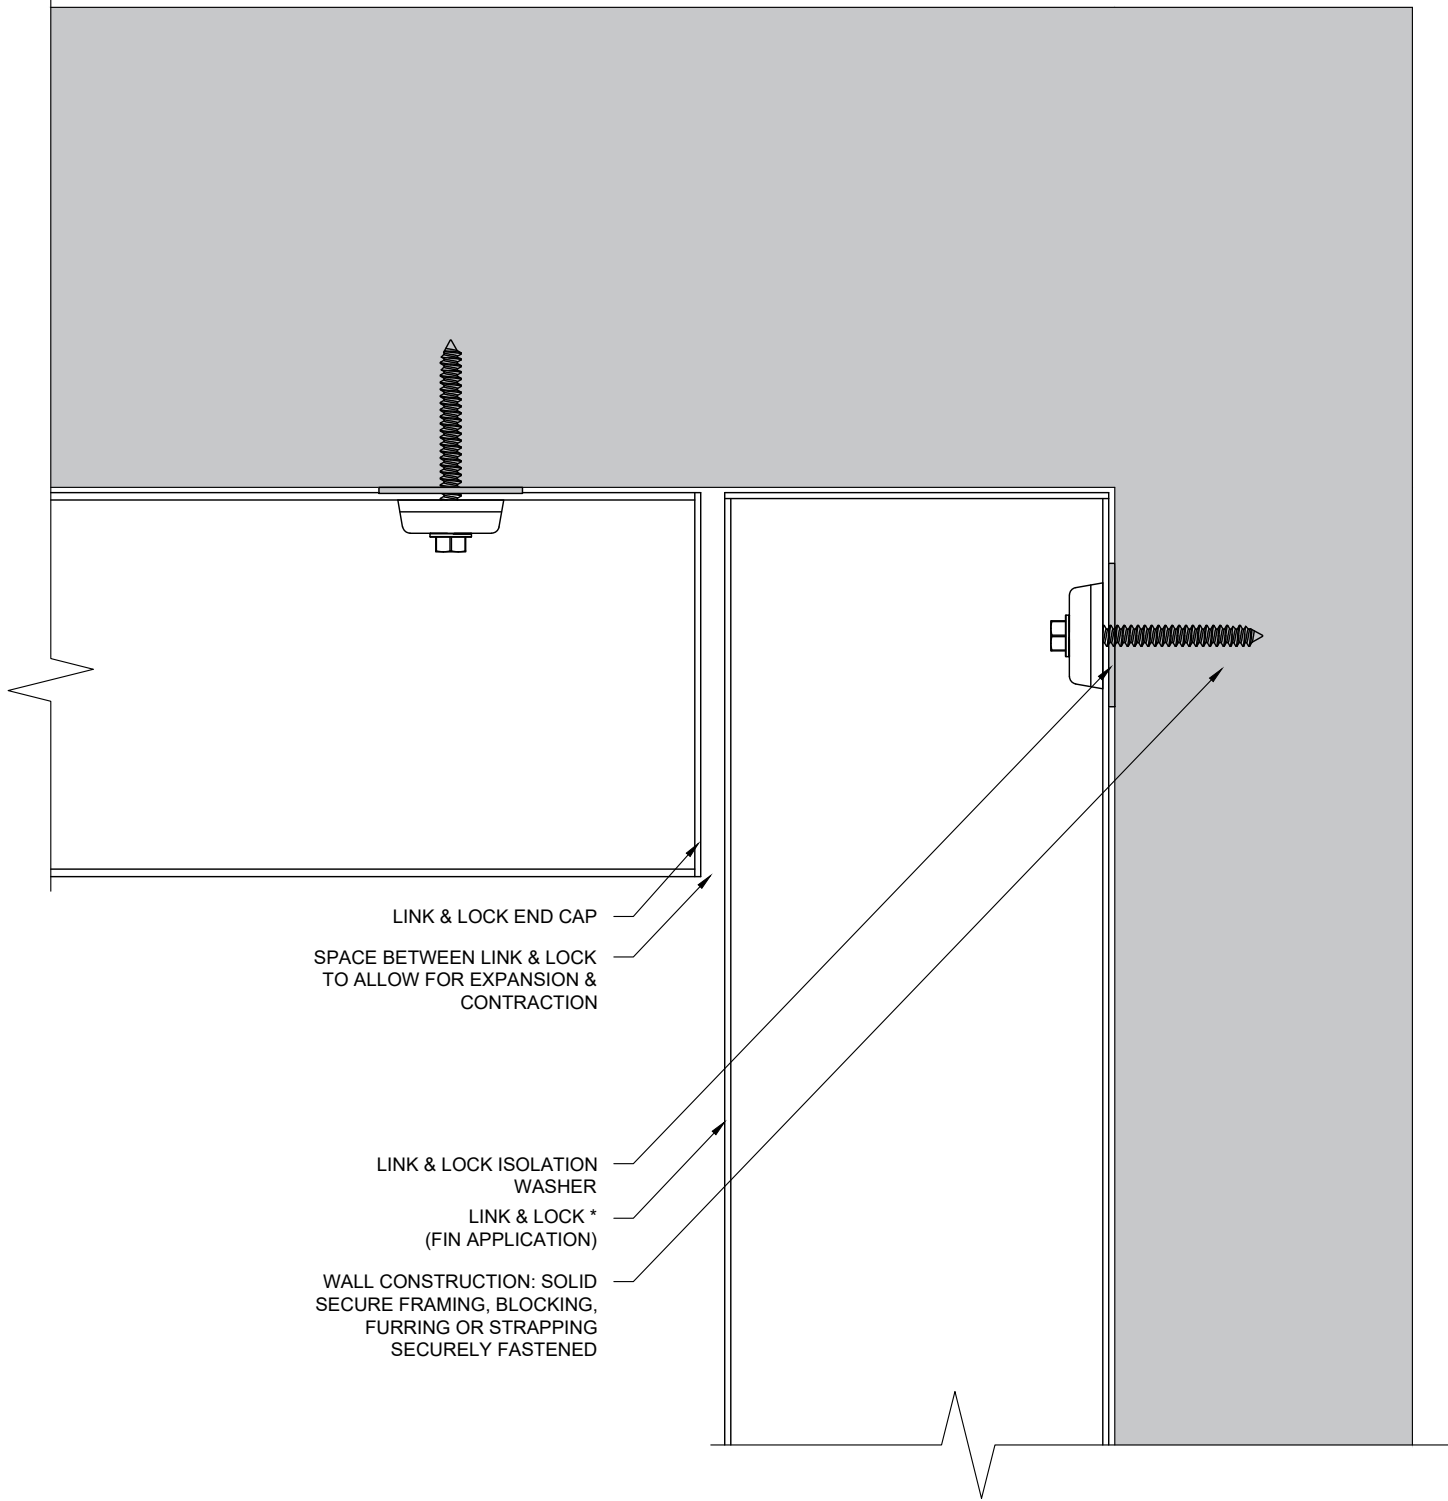 LINK & LOCK END CAP
SPACE BETWEEN LINK & LOCK
TO ALLOW FOR EXPANSION &
CONTRACTION
LINK & LOCK ISOLATION
WASHER
LINK & LOCK *
(FIN APPLICATION)
WALL CONSTRUCTION: SOLID
SECURE FRAMING, BLOCKING,
FURRING OR STRAPPING
SECURELY FASTENED